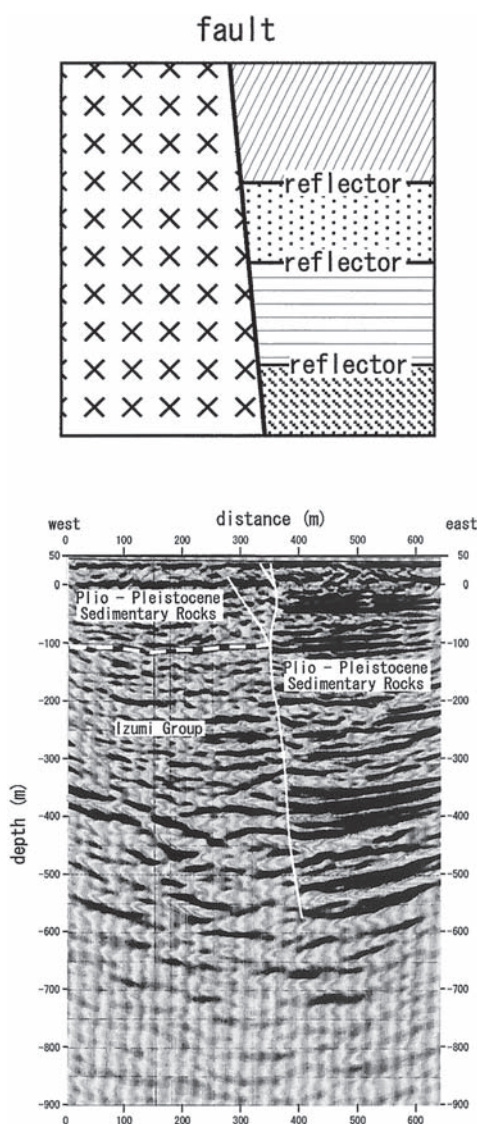 fault
reflector
reflector
reflector
distance (m)
west
east
0 100 200 300 400 500 600
50
0
-100
-200
-300
-400
-500
-600
-700
-800
-900
depth (m)
50
0
-100
-200
-300
-400
-500
-600
-700
-800
-900
Plio - Pleistocene
Sedimentary Rocks
Plio - Pleistocene
Sedimentary Rocks
Izumi Group
0 100 200 300 400 500 600